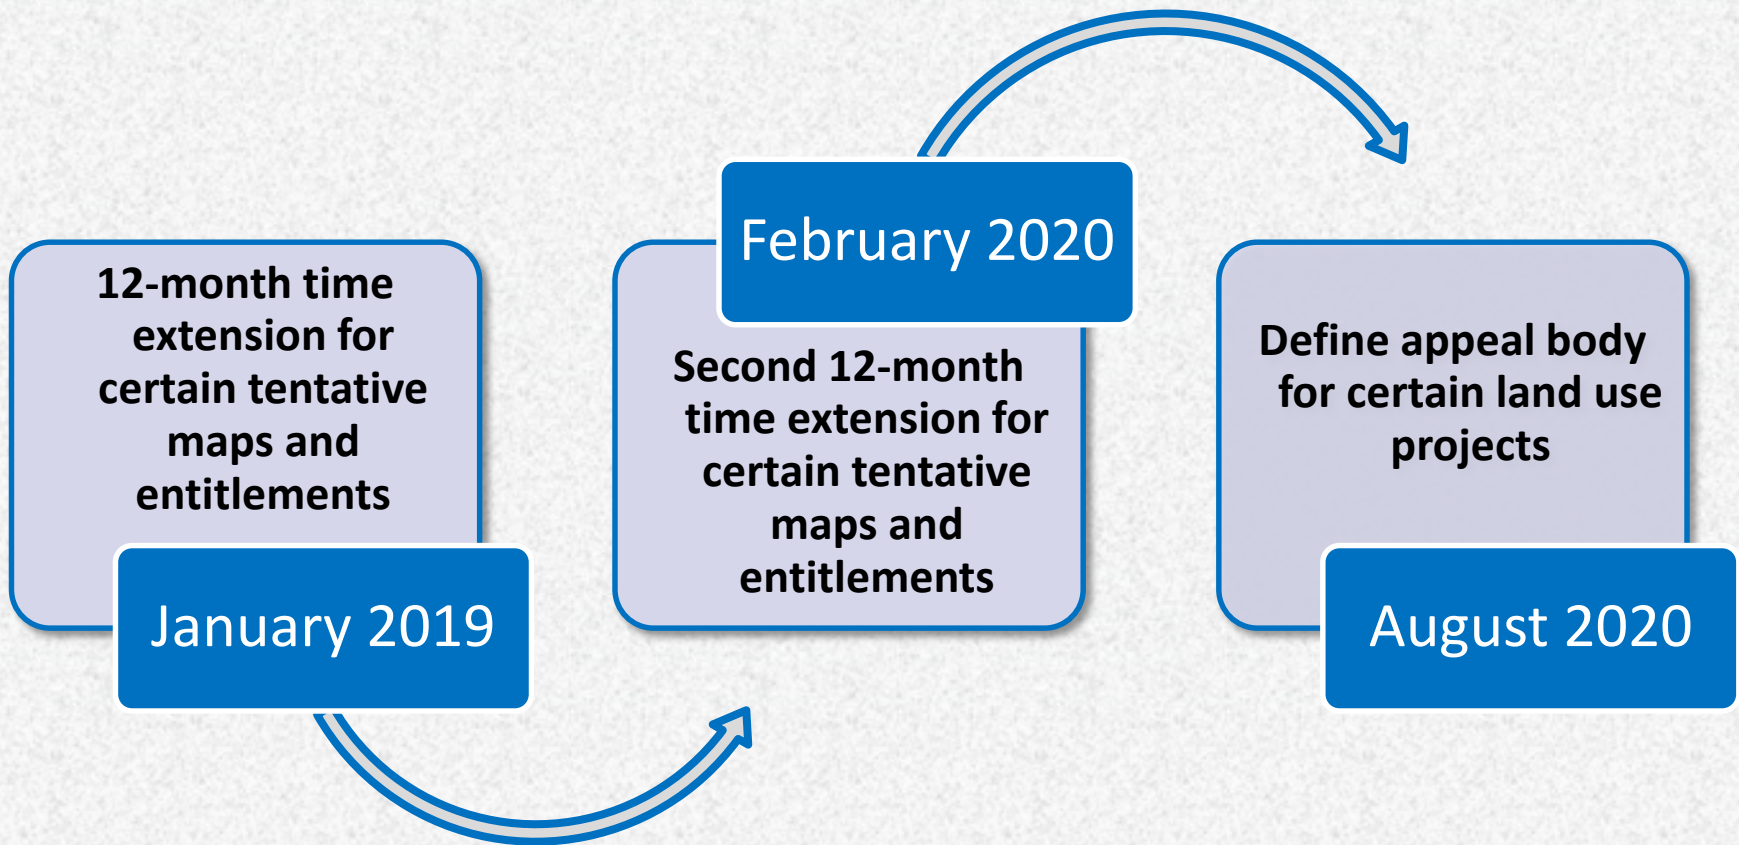 12-month time
extension for
certain tentative
maps and
entitlements
January 2019
February 2020
Second 12-month
time extension for
certain tentative
maps and
entitlements
Define appeal body
for certain land use
projects
August 2020